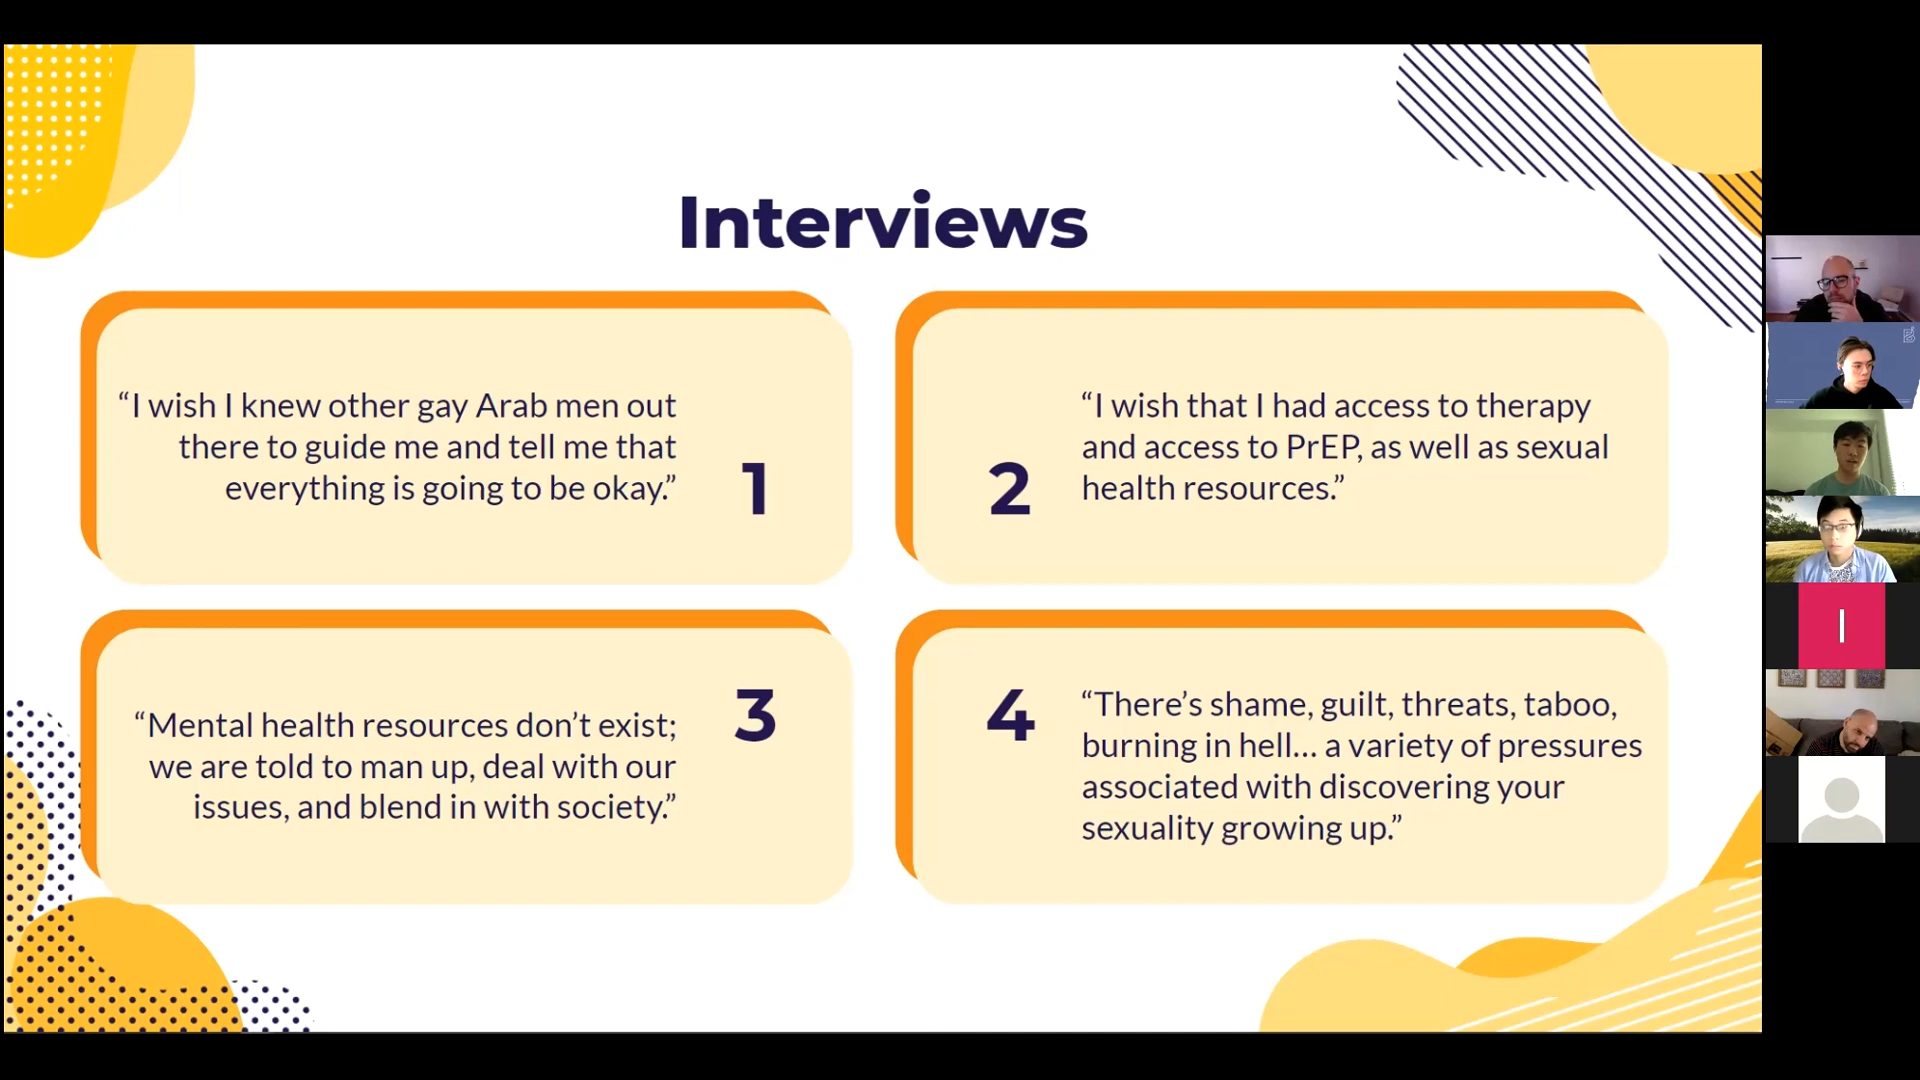 Interviews
“I wish I knew other gay Arab men out
there to guide me and tell me that
everything is going to be okay.”
1
2
“I wish that I had access to therapy
and access to PrEP, as well as sexual
health resources.”
“Mental health resources don’t exist;
we are told to man up, deal with our
issues, and blend in with society.”
3
4
“There’s shame, guilt, threats, taboo,
burning in hell... a variety of pressures
associated with discovering your
sexuality growing up.”
I